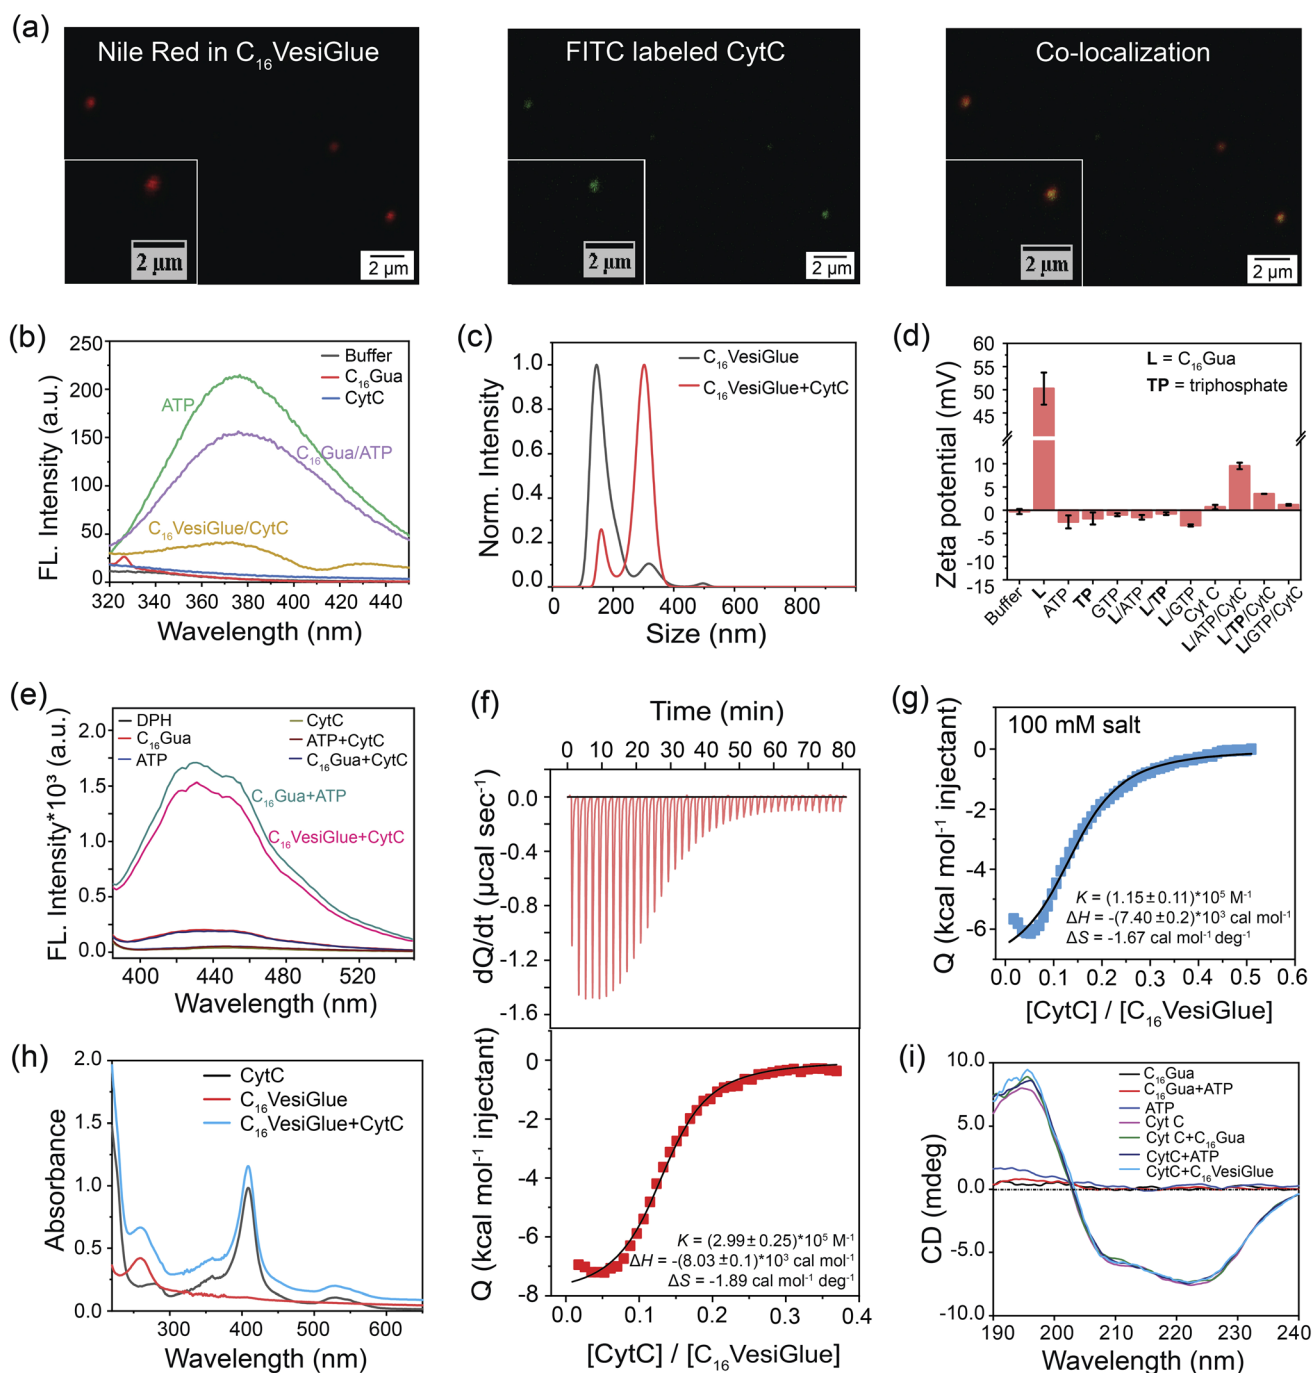 (a)
Nile Red in C₁₆VesiGlue
2 µm
2 µm
FITC labeled CytC
2 µm
2 µm
Co-localization
2 µm
2 µm
(b)
FL. Intensity (a.u.)
250
200
150
100
50
0
Buffer
C₁₆Gua
CytC
ATP
C₁₆Gua/ATP
C₁₆VesiGlue/CytC
320 340 360 380 400 420 440
Wavelength (nm)
(c)
Norm. Intensity
1.0
0.8
0.6
0.4
0.2
0.0
C₁₆VesiGlue
C₁₆VesiGlue+CytC
0 200 400 600 800
Size (nm)
(d)
Zeta potential (mV)
60
55
50
45
10
5
0
-5
-10
-15
L = C₁₆Gua
TP = triphosphate
Buffer
L
ATP
TP
GTP
L/ATP
L/TP
L/GTP
Cyt C
L/ATP/CytC
L/TP/CytC
L/GTP/CytC
(e)
FL. Intensity*10³ (a.u.)
2.0
1.5
1.0
0.5
0.0
DPH
C₁₆Gua
ATP
CytC
ATP+CytC
C₁₆Gua+CytC
C₁₆Gua+ATP
C₁₆VesiGlue+CytC
400 440 480 520
Wavelength (nm)
(f)
Time (min)
0 10 20 30 40 50 60 70 80
dQ/dt (µcal sec⁻¹)
0.0
-0.4
-0.8
-1.2
-1.6
Q (kcal mol⁻¹ injectant)
0
-2
-4
-6
-8
K = (2.99±0.25)*10⁵ M⁻¹
ΔH = -(8.03±0.1)*10³ cal mol⁻¹
ΔS = -1.89 cal mol⁻¹ deg⁻¹
0.0 0.1 0.2 0.3 0.4
[CytC] / [C₁₆VesiGlue]
(g)
100 mM salt
Q (kcal mol⁻¹ injectant)
0
-2
-4
-6
K = (1.15±0.11)*10⁵ M⁻¹
ΔH = -(7.40±0.2)*10³ cal mol⁻¹
ΔS = -1.67 cal mol⁻¹ deg⁻¹
0.0 0.1 0.2 0.3 0.4 0.5 0.6
[CytC] / [C₁₆VesiGlue]
(h)
Absorbance
2.0
1.5
1.0
0.5
0.0
CytC
C₁₆VesiGlue
C₁₆VesiGlue+CytC
300 400 500 600
Wavelength (nm)
(i)
CD (mdeg)
10.0
5.0
0.0
-5.0
-10.0
C₁₆Gua
C₁₆Gua+ATP
ATP
Cyt C
Cyt C+C₁₆Gua
CytC+ATP
CytC+C₁₆VesiGlue
190 200 210 220 230 240
Wavelength (nm)